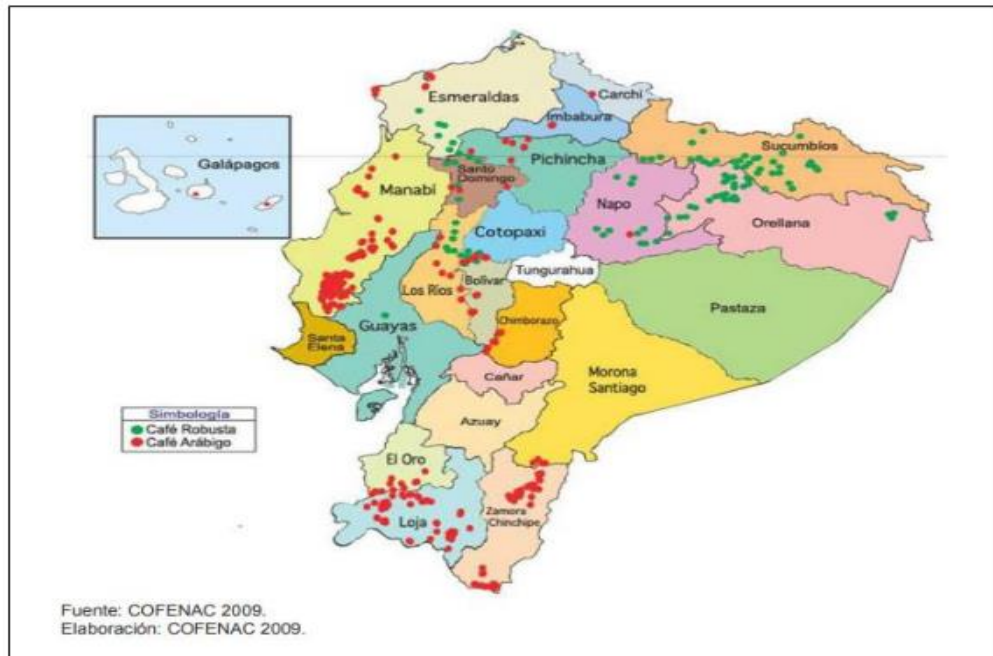 Esmeraldas
Carchi
Imbabura
Sucumbíos
Galápagos
Pichincha
Santo
Domingo
Manabí
Napo
Orellana
Cotopaxi
Tungurahua
Los Ríos
Bolívar
Pastaza
Guayas
Chimborazo
Santa
Elena
Cañar
Morona
Santiago
Simbología
Café Robusta
Café Arábigo
Azuay
El Oro
Zamora
Chinchipe
Loja
Fuente: COFENAC 2009.
Elaboración: COFENAC 2009.